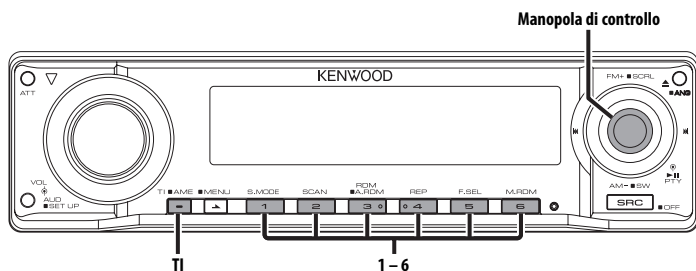 Manopola di controllo
FM+ ■ SCRL
KENWOOD
ATT
■ ANG
VOL
AUD
■ SET UP
TI ■ AME ■ MENU S.MODE SCAN RDM ■ A.RDM REP F.SEL M.RDM
1 2 3 4 5 6
AM– ■ SW
PTY
SRC ■ OFF
TI
1 – 6